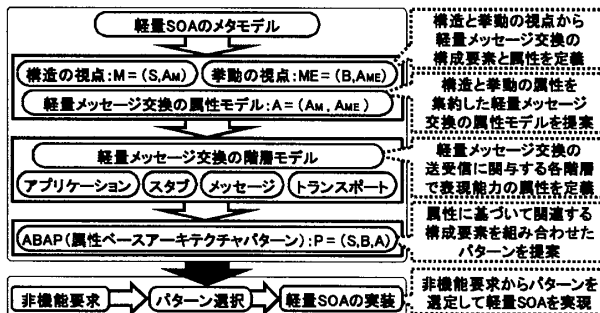 軽量SOAのメタモデル
構造と挙動の視点から
軽量メッセージ交換の
構成要素と属性を定義
構造の視点:M=(S,AM)
挙動の視点:ME=(B,AME)
軽量メッセージ交換の属性モデル:A=(AM, AME)
構造と挙動の属性を
集約した軽量メッセージ
交換の属性モデルを提案
軽量メッセージ交換の階層モデル
アプリケーション
スタブ
メッセージ
トランスポート
軽量メッセージ交換の
送受信に関与する各階層
で表現能力の属性を定義
ABAP(属性ベースアーキテクチャパターン):P=(S,B,A)
属性に基づいて関連する
構成要素を組み合わせた
パターンを提案
非機能要求
パターン選択
軽量SOAの実装
非機能要求からパターンを
選定して軽量SOAを実現